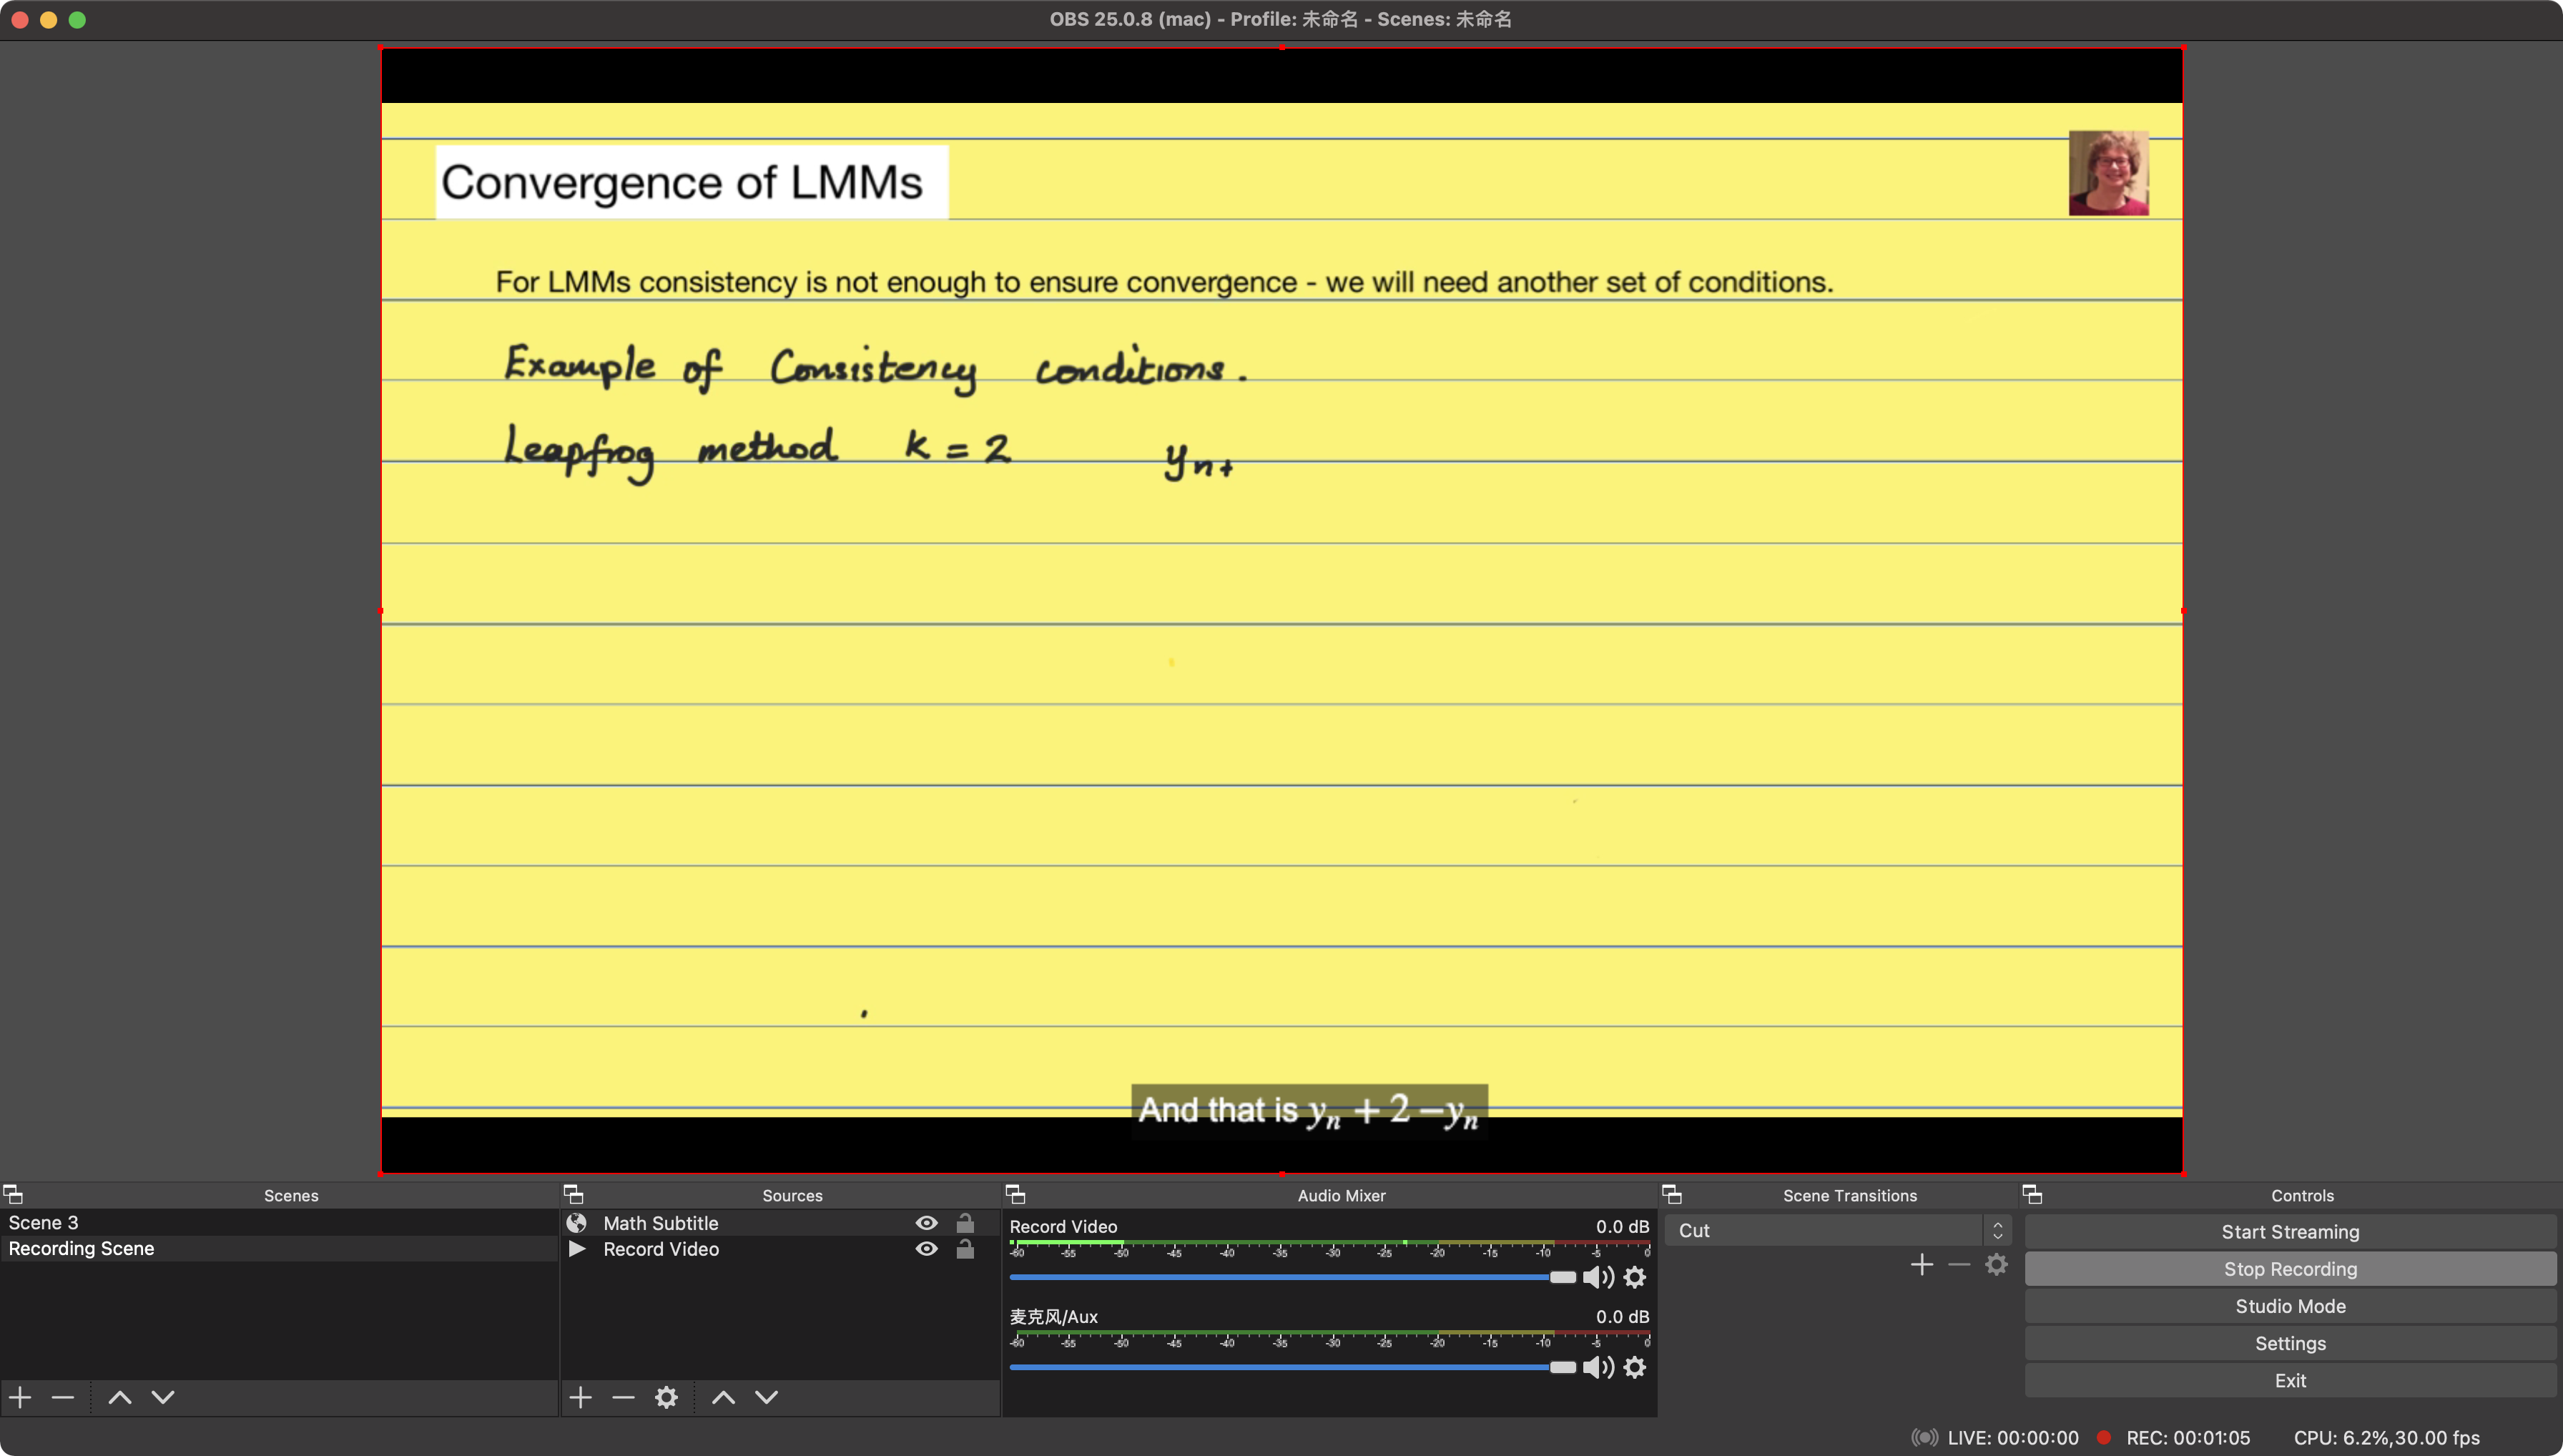 OBS 25.0.8 (mac) - Profile: 未命名 - Scenes: 未命名
Convergence of LMMs
For LMMs consistency is not enough to ensure convergence - we will need another set of conditions.
Example of Consistency conditions.
Leapfrog method k = 2 yn+
And that is yn + 2 −yn
Scenes
Scene 3
Recording Scene
Sources
Math Subtitle
Record Video
Audio Mixer
Record Video 0.0 dB
-60 -55 -50 -45 -40 -35 -30 -25 -20 -15 -10 -5 0
麦克风/Aux 0.0 dB
-60 -55 -50 -45 -40 -35 -30 -25 -20 -15 -10 -5 0
Scene Transitions
Cut
Controls
Start Streaming
Stop Recording
Studio Mode
Settings
Exit
LIVE: 00:00:00 REC: 00:01:05 CPU: 6.2%,30.00 fps